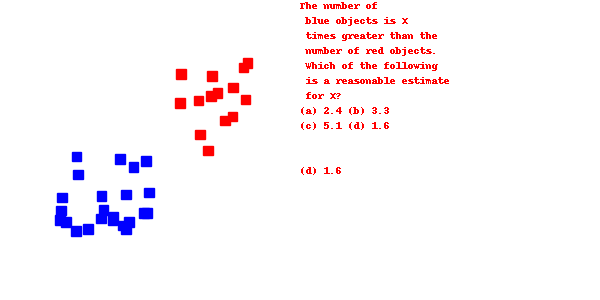 The number of
blue objects is X
times greater than the
number of red objects.
Which of the following
is a reasonable estimate
for X?
(a) 2.4 (b) 3.3
(c) 5.1 (d) 1.6
(d) 1.6